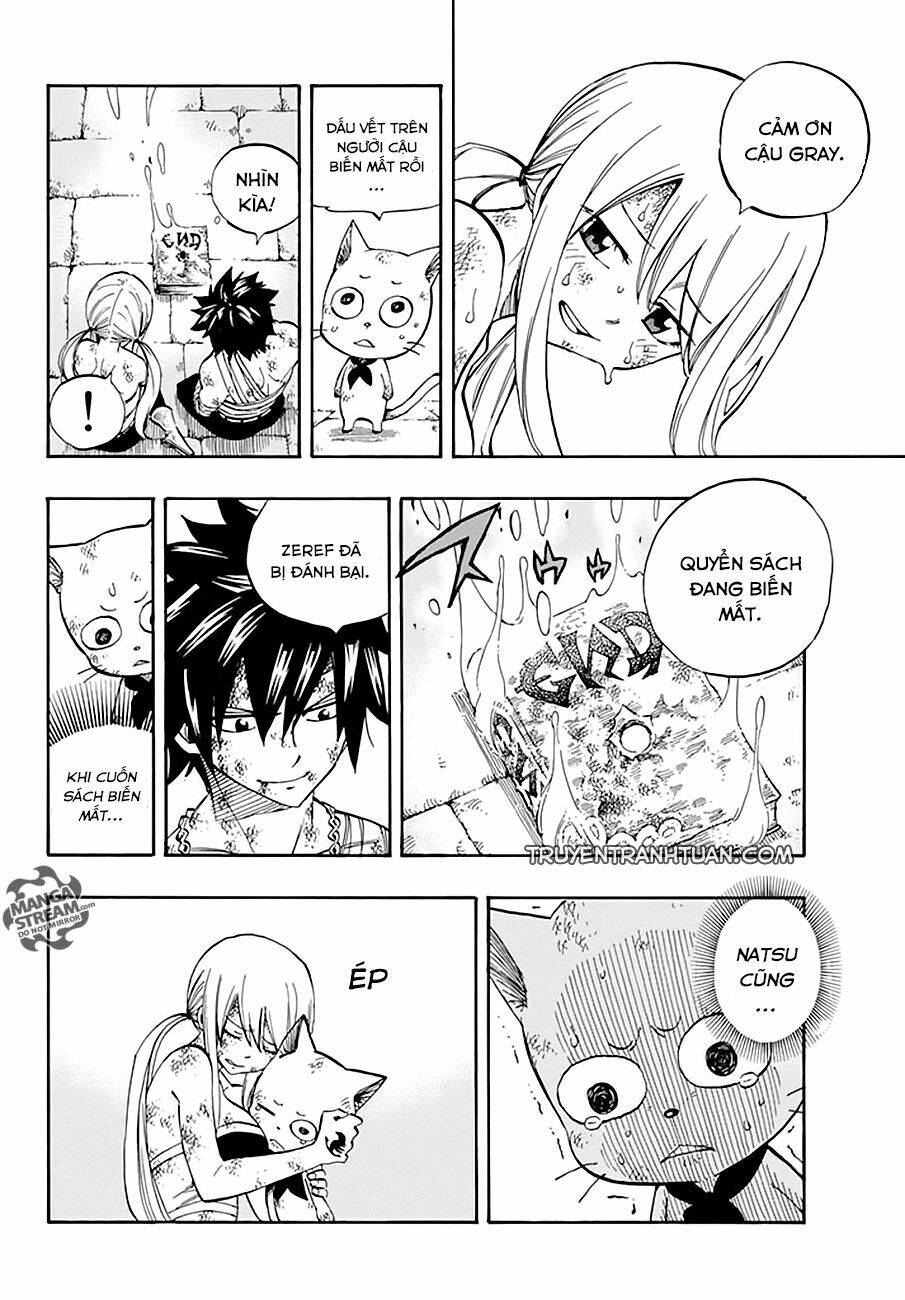 CẢM ƠN
CẬU GRAY.
DẤU VẾT TRÊN
NGƯỜI CẬU
BIẾN MẤT RỒI
...
NHÌN
KÌA!
END
!
QUYỂN SÁCH
ĐANG BIẾN
MẤT.
END
ZEREF ĐÃ
BỊ ĐÁNH BẠI.
KHI CUỐN
SÁCH BIẾN
MẤT...
TRUYENTRANHTUAN.COM
NATSU
CŨNG
...
ÉP
MANGA
STREAM.com
DO NOT MIRROR